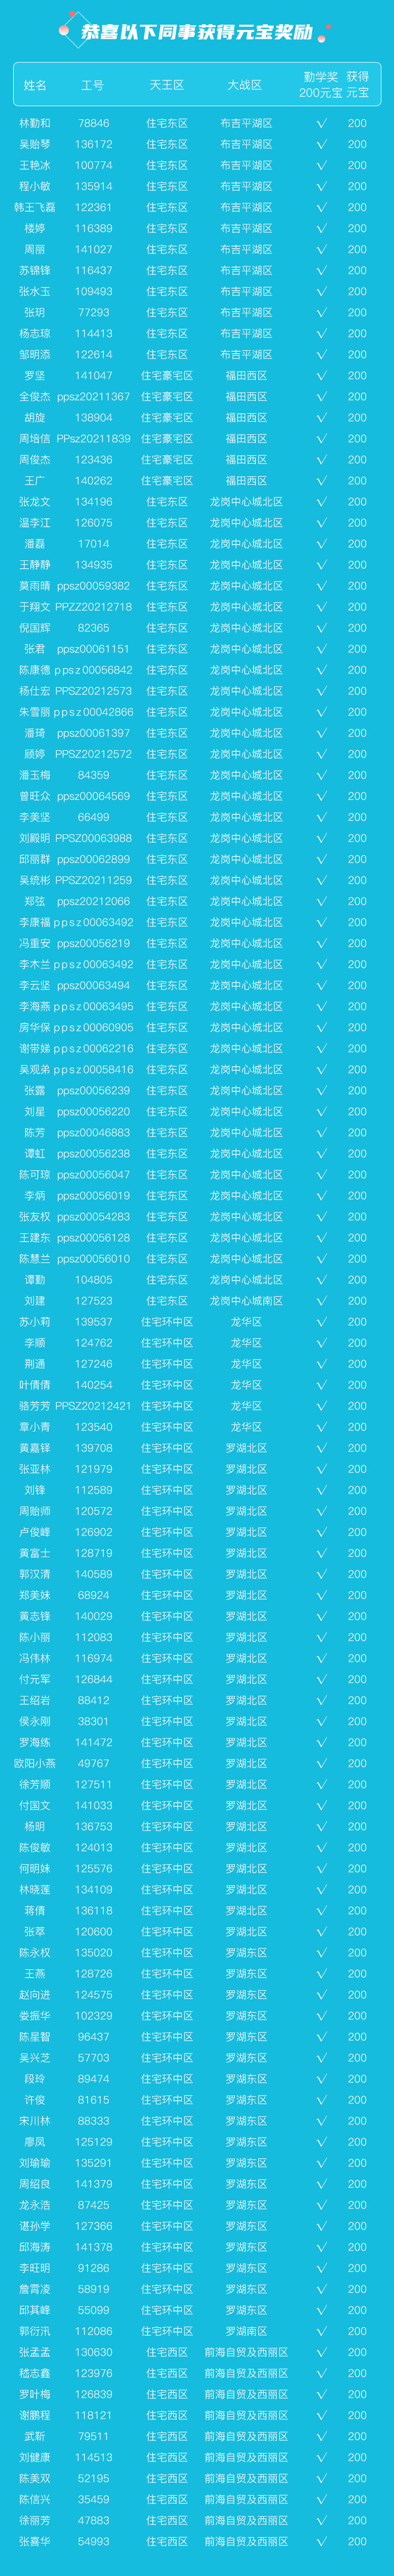 恭喜以下同事获得元宝奖励
姓名 工号 天王区 大战区 勤学奖 200元宝 获得 元宝
林勤和 78846 住宅东区 布吉平湖区 √ 200
吴贻琴 136172 住宅东区 布吉平湖区 √ 200
王艳冰 100774 住宅东区 布吉平湖区 √ 200
程小敏 135914 住宅东区 布吉平湖区 √ 200
韩王飞磊 122361 住宅东区 布吉平湖区 √ 200
楼婷 116389 住宅东区 布吉平湖区 √ 200
周丽 141027 住宅东区 布吉平湖区 √ 200
苏锦锋 116437 住宅东区 布吉平湖区 √ 200
张水玉 109493 住宅东区 布吉平湖区 √ 200
张玥 77293 住宅东区 布吉平湖区 √ 200
杨志琼 114413 住宅东区 布吉平湖区 √ 200
邹明添 122614 住宅东区 布吉平湖区 √ 200
罗坚 141047 住宅豪宅区 福田西区 √ 200
全俊杰 ppsz20211367 住宅豪宅区 福田西区 √ 200
胡旋 138904 住宅豪宅区 福田西区 √ 200
周培信 PPsz20211839 住宅豪宅区 福田西区 √ 200
周俊杰 123436 住宅豪宅区 福田西区 √ 200
王广 140262 住宅豪宅区 福田西区 √ 200
张龙文 134196 住宅东区 龙岗中心城北区 √ 200
温李江 126075 住宅东区 龙岗中心城北区 √ 200
潘磊 17014 住宅东区 龙岗中心城北区 √ 200
王静静 134935 住宅东区 龙岗中心城北区 √ 200
莫雨晴 ppsz00059382 住宅东区 龙岗中心城北区 √ 200
于翔文 PPZZ20212718 住宅东区 龙岗中心城北区 √ 200
倪国辉 82365 住宅东区 龙岗中心城北区 √ 200
张君 ppsz00061151 住宅东区 龙岗中心城北区 √ 200
陈康德 ppsz00056842 住宅东区 龙岗中心城北区 √ 200
杨仕宏 PPSZ20212573 住宅东区 龙岗中心城北区 √ 200
朱雪丽 ppsz00042866 住宅东区 龙岗中心城北区 √ 200
潘琦 ppsz00061397 住宅东区 龙岗中心城北区 √ 200
顾婷 PPSZ20212572 住宅东区 龙岗中心城北区 √ 200
潘玉梅 84359 住宅东区 龙岗中心城北区 √ 200
曾旺众 ppsz00064569 住宅东区 龙岗中心城北区 √ 200
李美坚 66499 住宅东区 龙岗中心城北区 √ 200
刘殿明 PPSZ00063988 住宅东区 龙岗中心城北区 √ 200
邱丽群 ppsz00062899 住宅东区 龙岗中心城北区 √ 200
吴统彬 PPSZ20211259 住宅东区 龙岗中心城北区 √ 200
郑弦 ppsz20212066 住宅东区 龙岗中心城北区 √ 200
李康福 ppsz00063492 住宅东区 龙岗中心城北区 √ 200
冯重安 ppsz00056219 住宅东区 龙岗中心城北区 √ 200
李木兰 ppsz00063492 住宅东区 龙岗中心城北区 √ 200
李云坚 ppsz00063494 住宅东区 龙岗中心城北区 √ 200
李海燕 ppsz00063495 住宅东区 龙岗中心城北区 √ 200
房华保 ppsz00060905 住宅东区 龙岗中心城北区 √ 200
谢带娣 ppsz00062216 住宅东区 龙岗中心城北区 √ 200
吴观弟 ppsz00058416 住宅东区 龙岗中心城北区 √ 200
张露 ppsz00056239 住宅东区 龙岗中心城北区 √ 200
刘星 ppsz00056220 住宅东区 龙岗中心城北区 √ 200
陈芳 ppsz00046883 住宅东区 龙岗中心城北区 √ 200
谭虹 ppsz00056238 住宅东区 龙岗中心城北区 √ 200
陈可琼 ppsz00056047 住宅东区 龙岗中心城北区 √ 200
李炳 ppsz00056019 住宅东区 龙岗中心城北区 √ 200
张友权 ppsz00054283 住宅东区 龙岗中心城北区 √ 200
王建东 ppsz00056128 住宅东区 龙岗中心城北区 √ 200
陈慧兰 ppsz00056010 住宅东区 龙岗中心城北区 √ 200
谭勤 104805 住宅东区 龙岗中心城北区 √ 200
刘建 127523 住宅东区 龙岗中心城南区 √ 200
苏小莉 139537 住宅环中区 龙华区 √ 200
李顺 124762 住宅环中区 龙华区 √ 200
荆通 127246 住宅环中区 龙华区 √ 200
叶倩倩 140254 住宅环中区 龙华区 √ 200
骆芳芳 PPSZ20212421 住宅环中区 龙华区 √ 200
章小青 123540 住宅环中区 龙华区 √ 200
黄嘉铎 139708 住宅环中区 罗湖北区 √ 200
张亚林 121979 住宅环中区 罗湖北区 √ 200
刘锋 112589 住宅环中区 罗湖北区 √ 200
周贻师 120572 住宅环中区 罗湖北区 √ 200
卢俊峰 126902 住宅环中区 罗湖北区 √ 200
黄富士 128719 住宅环中区 罗湖北区 √ 200
郭汉清 140589 住宅环中区 罗湖北区 √ 200
郑美妹 68924 住宅环中区 罗湖北区 √ 200
黄志锋 140029 住宅环中区 罗湖北区 √ 200
陈小丽 112083 住宅环中区 罗湖北区 √ 200
冯伟林 116974 住宅环中区 罗湖北区 √ 200
付元军 126844 住宅环中区 罗湖北区 √ 200
王绍岩 88412 住宅环中区 罗湖北区 √ 200
侯永刚 38301 住宅环中区 罗湖北区 √ 200
罗海练 141472 住宅环中区 罗湖北区 √ 200
欧阳小燕 49767 住宅环中区 罗湖北区 √ 200
徐芳顺 127511 住宅环中区 罗湖北区 √ 200
付国文 141033 住宅环中区 罗湖北区 √ 200
杨明 136753 住宅环中区 罗湖北区 √ 200
陈俊敏 124013 住宅环中区 罗湖北区 √ 200
何明妹 125576 住宅环中区 罗湖北区 √ 200
林晓莲 134109 住宅环中区 罗湖北区 √ 200
蒋倩 136118 住宅环中区 罗湖北区 √ 200
张萃 120600 住宅环中区 罗湖北区 √ 200
陈永权 135020 住宅环中区 罗湖东区 √ 200
王燕 128726 住宅环中区 罗湖东区 √ 200
赵向进 124575 住宅环中区 罗湖东区 √ 200
娄振华 102329 住宅环中区 罗湖东区 √ 200
陈星智 96437 住宅环中区 罗湖东区 √ 200
吴兴芝 57703 住宅环中区 罗湖东区 √ 200
段玲 89474 住宅环中区 罗湖东区 √ 200
许俊 81615 住宅环中区 罗湖东区 √ 200
宋川林 88333 住宅环中区 罗湖东区 √ 200
廖凤 125129 住宅环中区 罗湖东区 √ 200
刘瑜瑜 135291 住宅环中区 罗湖东区 √ 200
周绍良 141379 住宅环中区 罗湖东区 √ 200
龙永浩 87425 住宅环中区 罗湖东区 √ 200
谌孙学 127366 住宅环中区 罗湖东区 √ 200
邱海涛 141378 住宅环中区 罗湖东区 √ 200
李旺明 91286 住宅环中区 罗湖东区 √ 200
詹霄凌 58919 住宅环中区 罗湖东区 √ 200
邱其峰 55099 住宅环中区 罗湖东区 √ 200
郭衍汛 112086 住宅环中区 罗湖南区 √ 200
张孟孟 130630 住宅西区 前海自贸及西丽区 √ 200
嵇志鑫 123976 住宅西区 前海自贸及西丽区 √ 200
罗叶梅 126839 住宅西区 前海自贸及西丽区 √ 200
谢鹏程 118121 住宅西区 前海自贸及西丽区 √ 200
武靳 79511 住宅西区 前海自贸及西丽区 √ 200
刘健康 114513 住宅西区 前海自贸及西丽区 √ 200
陈美双 52195 住宅西区 前海自贸及西丽区 √ 200
陈信兴 35459 住宅西区 前海自贸及西丽区 √ 200
徐丽芳 47883 住宅西区 前海自贸及西丽区 √ 200
张喜华 54993 住宅西区 前海自贸及西丽区 √ 200